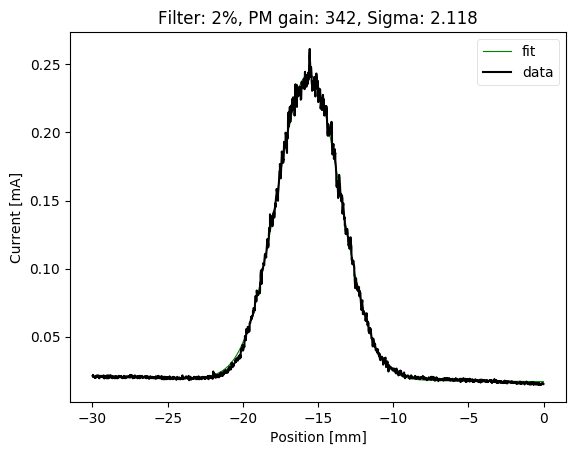 Filter: 2%, PM gain: 342, Sigma: 2.118
fit
data
0.25
0.20
0.15
0.10
0.05
Current [mA]
−30
−25
−20
−15
−10
−5
0
Position [mm]